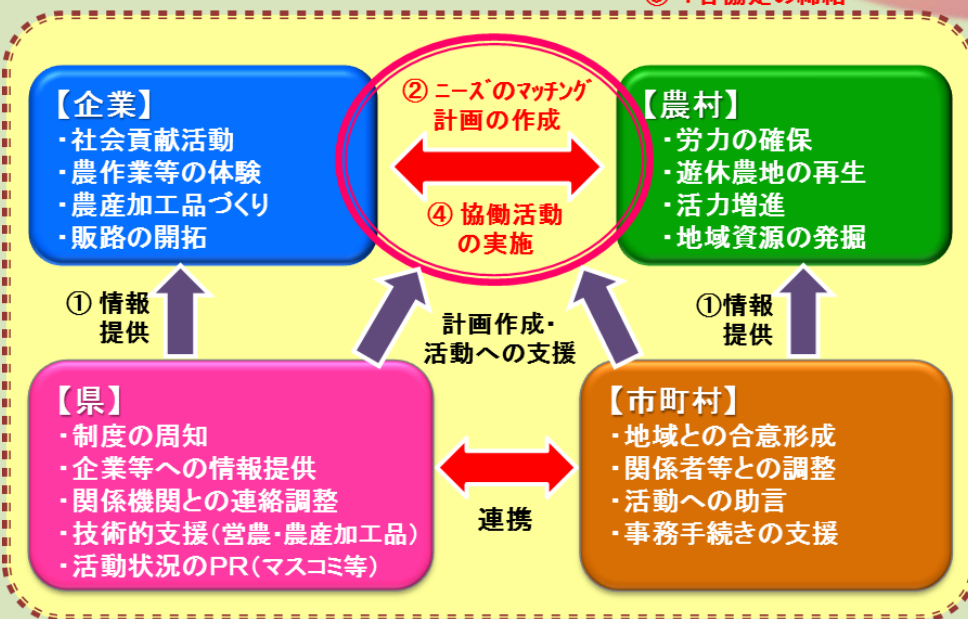 【企業】
・社会貢献活動
・農作業等の体験
・農産加工品づくり
・販路の開拓
② ニーズのマッチング
計画の作成
④ 協働活動
の実施
【農村】
・労力の確保
・遊休農地の再生
・活力増進
・地域資源の発掘
① 情報
提供
計画作成・
活動への支援
①情報
提供
【県】
・制度の周知
・企業等への情報提供
・関係機関との連絡調整
・技術的支援(営農・農産加工品)
・活動状況のPR(マスコミ等)
連携
【市町村】
・地域との合意形成
・関係者等との調整
・活動への助言
・事務手続きの支援